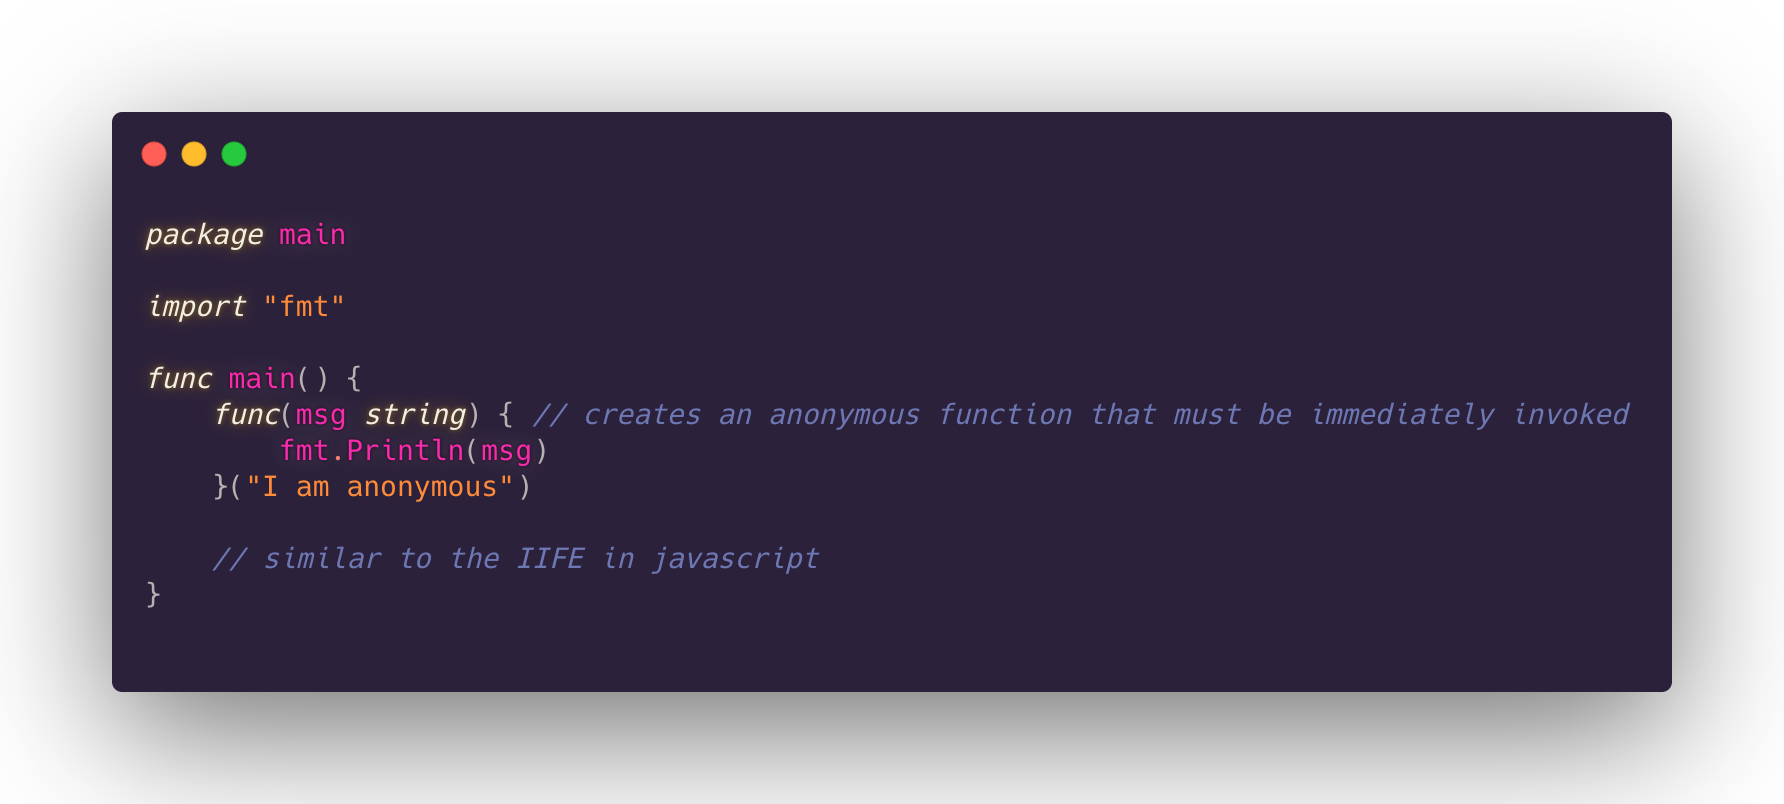 package main
import "fmt"
func main() {
    func(msg string) { // creates an anonymous function that must be immediately invoked
        fmt.Println(msg)
    }("I am anonymous")
    // similar to the IIFE in javascript
}